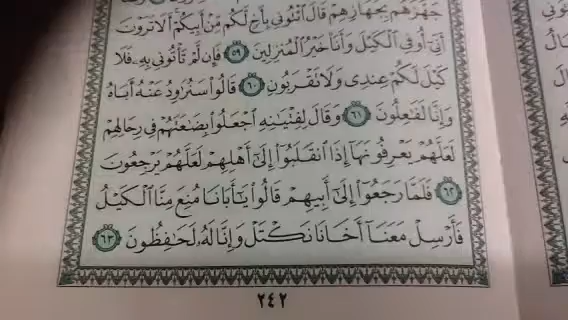 جَهَّزَهُم بِجَهَازِهِمْ قَالَ ٱئْتُونِى بِأَخٍ لَّكُم مِّنْ أَبِيكُمْ أَلَا تَرَوْنَ
أَنِّىٓ أُوفِى ٱلْكَيْلَ وَأَنَا۠ خَيْرُ ٱلْمُنزِلِينَ ٥٩ فَإِن لَّمْ تَأْتُونِى بِهِۦ فَلَا
كَيْلَ لَكُمْ عِندِى وَلَا تَقْرَبُونِ ٦٠ قَالُوا۟ سَنُرَٰوِدُ عَنْهُ أَبَاهُ
وَإِنَّا لَفَٰعِلُونَ ٦١ وَقَالَ لِفِتْيَٰنِهِ ٱجْعَلُوا۟ بِضَٰعَتَهُمْ فِى رِحَالِهِمْ
لَعَلَّهُمْ يَعْرِفُونَهَآ إِذَا ٱنقَلَبُوٓا۟ إِلَىٰٓ أَهْلِهِمْ لَعَلَّهُمْ يَرْجِعُونَ
٦٢ فَلَمَّا رَجَعُوٓا۟ إِلَىٰٓ أَبِيهِمْ قَالُوا۟ يَٰٓأَبَانَا مُنِعَ مِنَّا ٱلْكَيْلُ
فَأَرْسِلْ مَعَنَآ أَخَانَا نَكْتَلْ وَإِنَّا لَهُۥ لَحَٰفِظُونَ ٦٣
٢٤٢